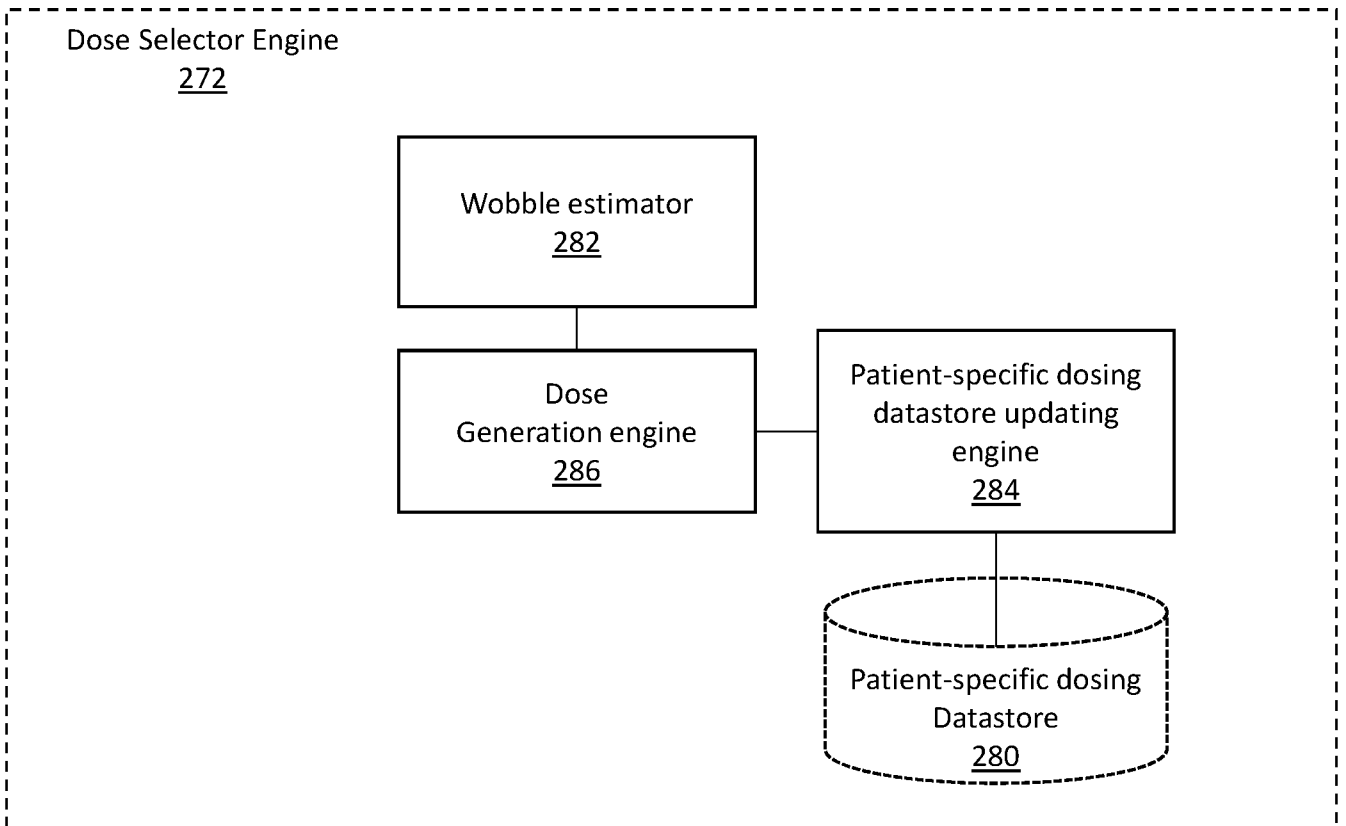 Dose Selector Engine
272
Wobble estimator
282
Dose
Generation engine
286
Patient-specific dosing
datastore updating
engine
284
Patient-specific dosing
Datastore
280